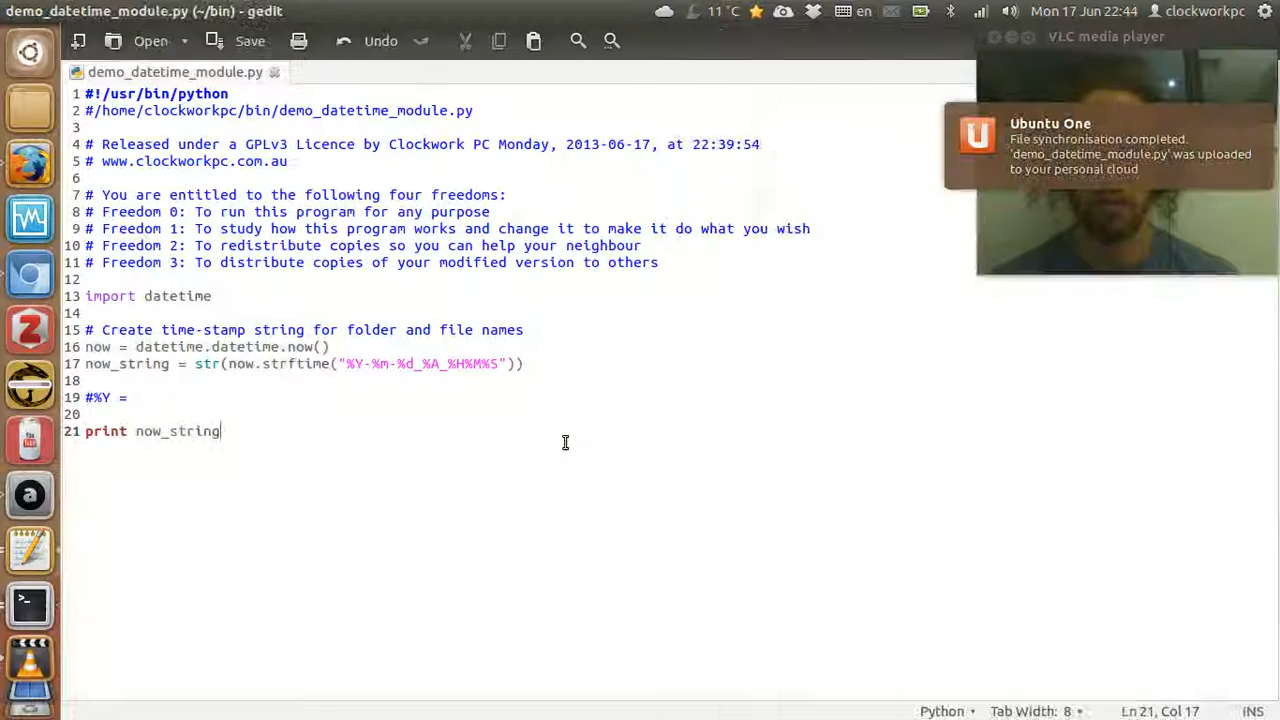 demo_datetime_module.py (~/bin) - gedit
11 °C
en
Mon 17 Jun 22:44
clockworkpc
Open
Save
Undo
VLC media player
demo_datetime_module.py
Ubuntu One
File synchronisation completed.
'demo_datetime_module.py' was uploaded
to your personal cloud
1 #!/usr/bin/python
2 #/home/clockworkpc/bin/demo_datetime_module.py
3
4 # Released under a GPLv3 Licence by Clockwork PC Monday, 2013-06-17, at 22:39:54
5 # www.clockworkpc.com.au
6
7 # You are entitled to the following four freedoms:
8 # Freedom 0: To run this program for any purpose
9 # Freedom 1: To study how this program works and change it to make it do what you wish
10 # Freedom 2: To redistribute copies so you can help your neighbour
11 # Freedom 3: To distribute copies of your modified version to others
12
13 import datetime
14
15 # Create time-stamp string for folder and file names
16 now = datetime.datetime.now()
17 now_string = str(now.strftime("%Y-%m-%d_%A_%H%M%S"))
18
19 #%Y =
20
21 print now_string
Python
Tab Width: 8
Ln 21, Col 17
INS